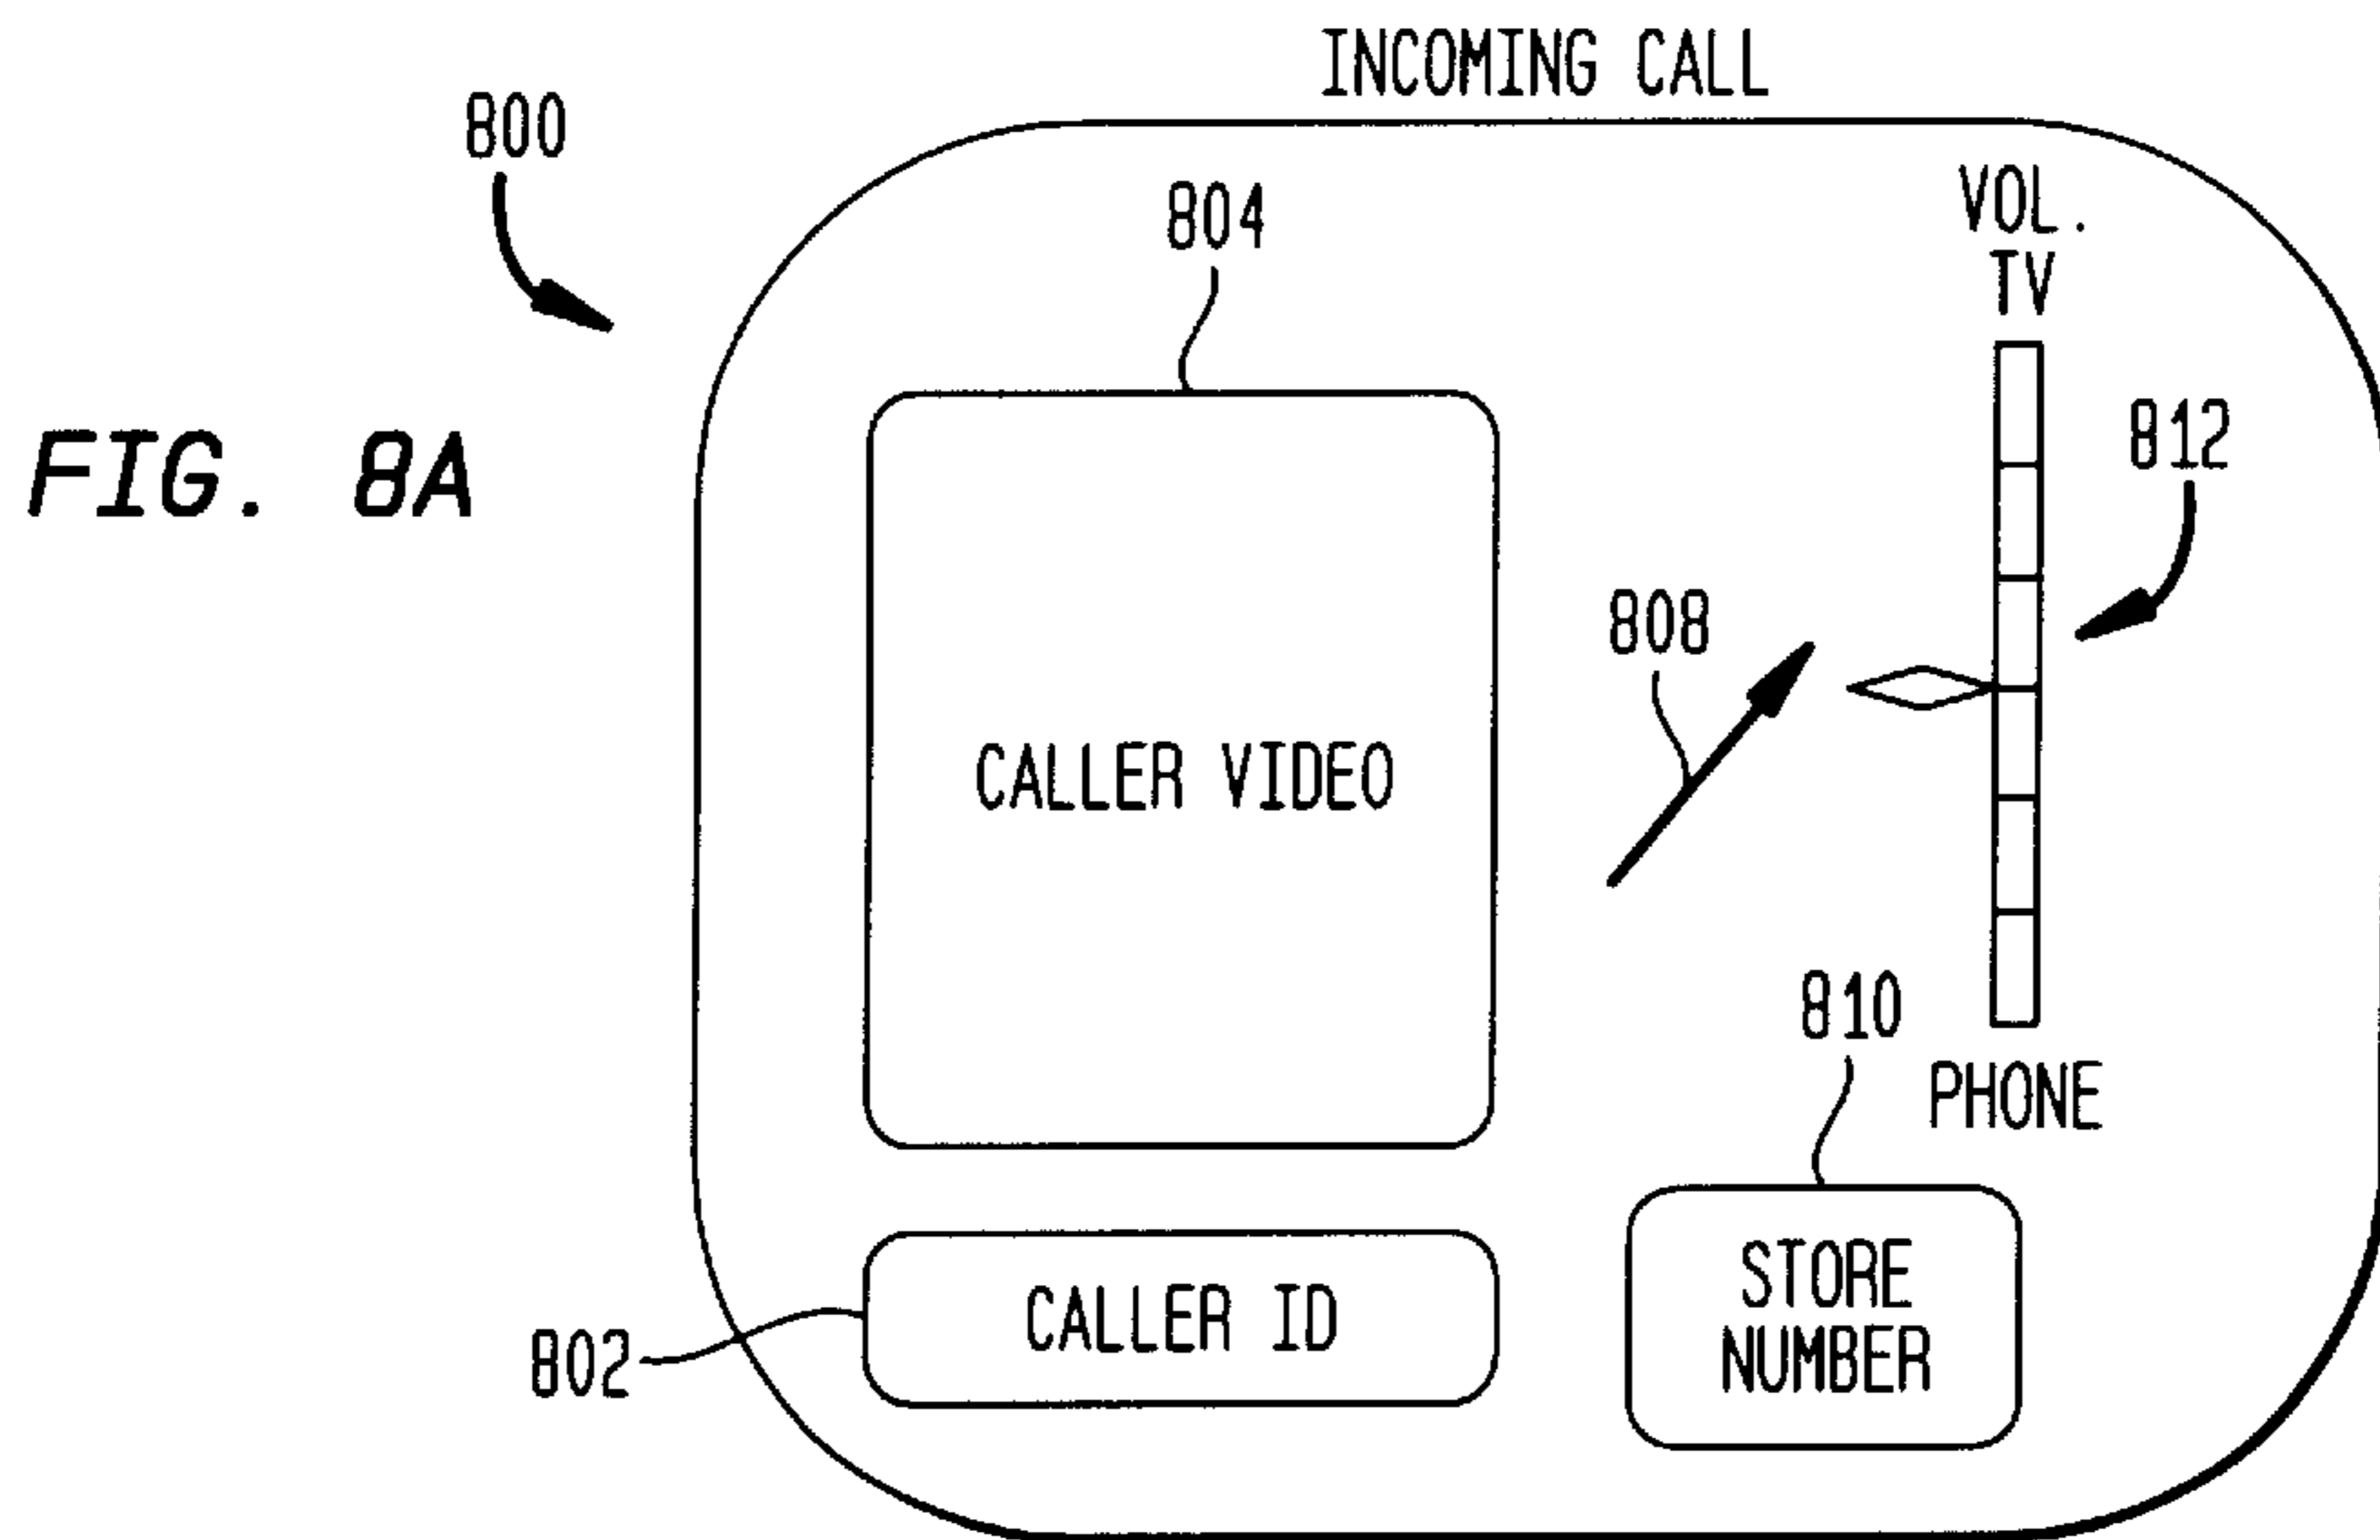 INCOMING CALL
800
804
VOL.
TV
FIG. 8A
812
808
CALLER VIDEO
810
PHONE
STORE
NUMBER
CALLER ID
802